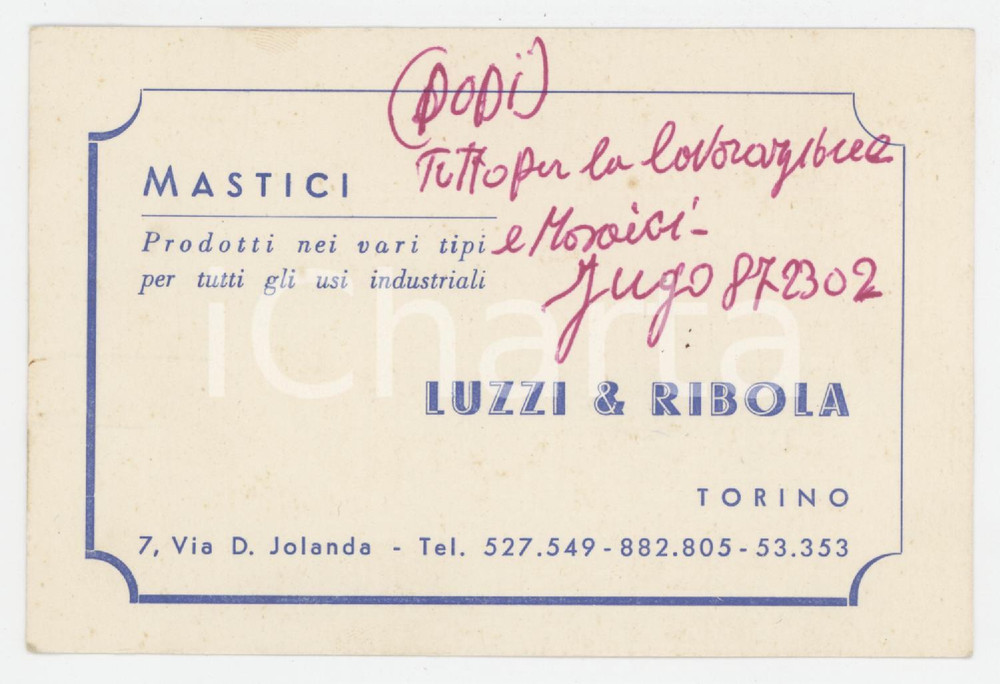 (DODi)
Tutto per la lavorazione
e Mosaici -
Jugo 872302
MASTICI
Prodotti nei vari tipi
per tutti gli usi industriali
iCharta
LUZZI & RIBOLA
TORINO
7, Via D. Jolanda - Tel. 527.549 - 882.805 - 53.353